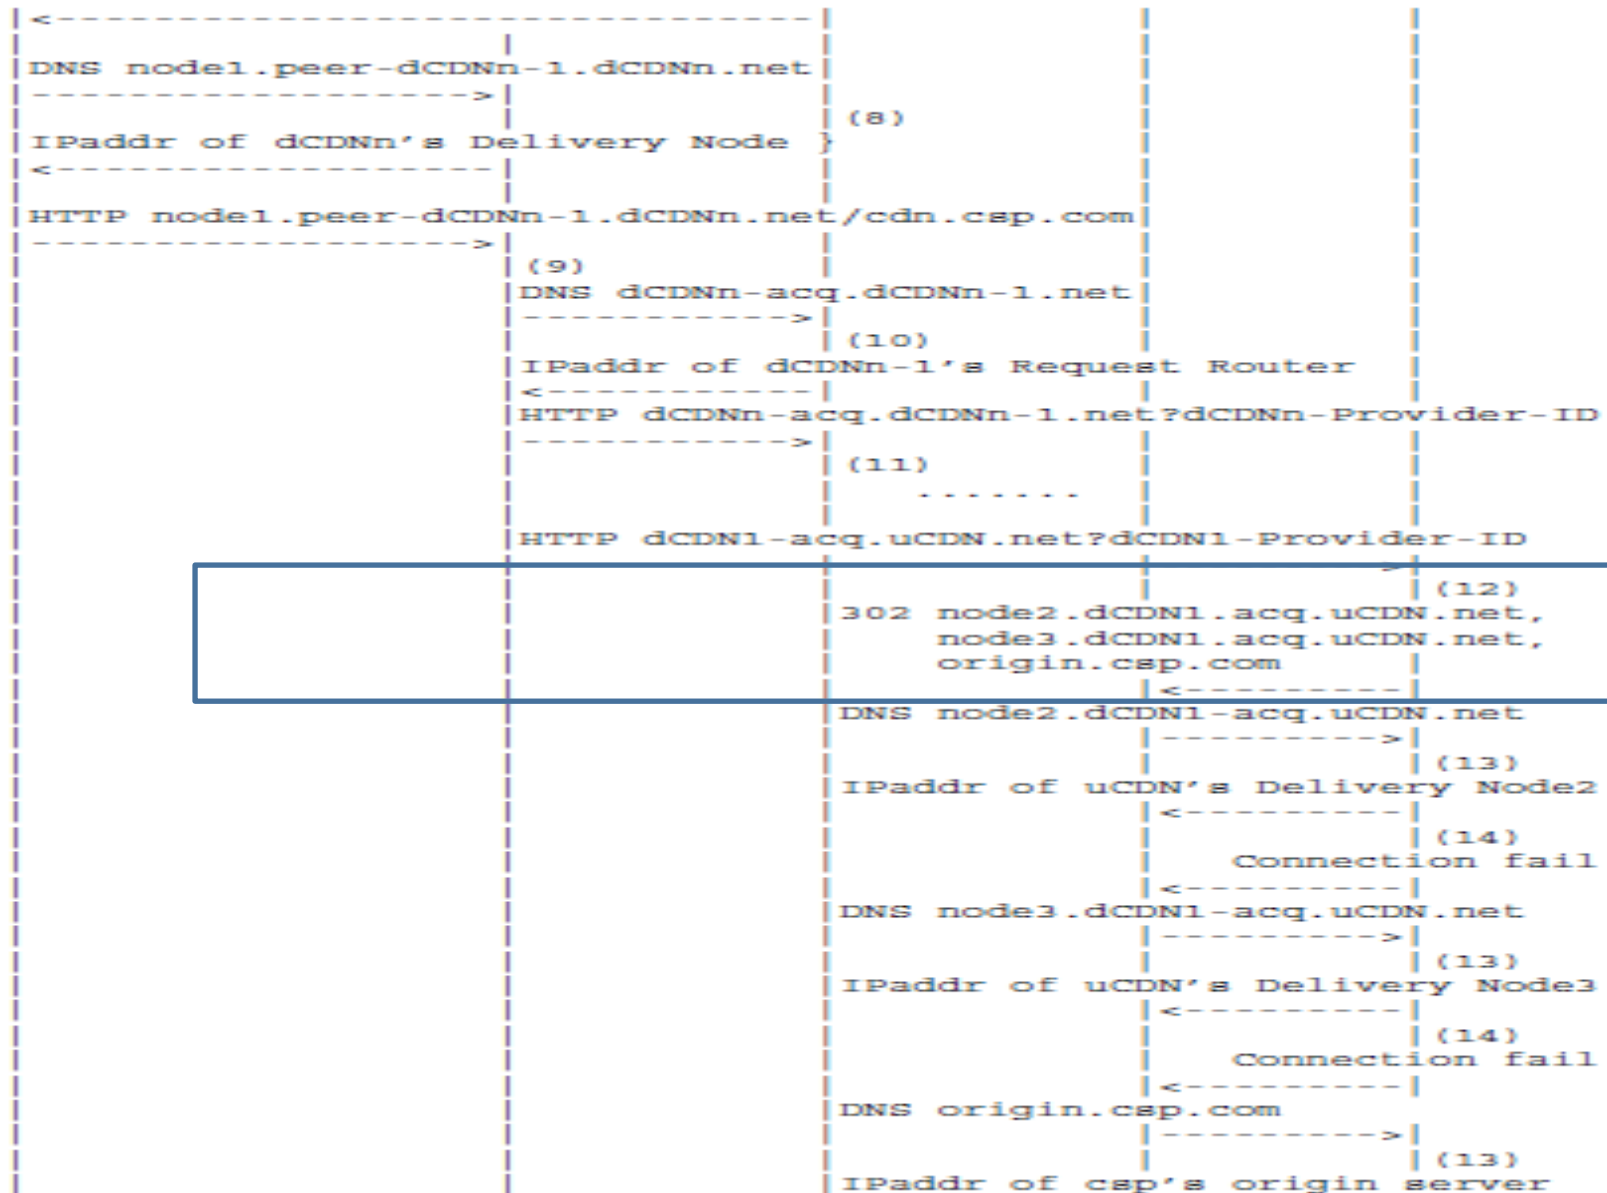 DNS node1.peer-dCDNn-1.dCDNn.net
(8)
IPaddr of dCDNn's Delivery Node }
HTTP node1.peer-dCDNn-1.dCDNn.net/cdn.csp.com
(9)
DNS dCDNn-acq.dCDNn-1.net
(10)
IPaddr of dCDNn-1's Request Router
HTTP dCDNn-acq.dCDNn-1.net?dCDNn-Provider-ID
(11)
.......
HTTP dCDN1-acq.uCDN.net?dCDN1-Provider-ID
(12)
302 node2.dCDN1.acq.uCDN.net,
node3.dCDN1.acq.uCDN.net,
origin.csp.com
DNS node2.dCDN1-acq.uCDN.net
(13)
IPaddr of uCDN's Delivery Node2
(14)
Connection fail
DNS node3.dCDN1-acq.uCDN.net
(13)
IPaddr of uCDN's Delivery Node3
(14)
Connection fail
DNS origin.csp.com
(13)
IPaddr of csp's origin server